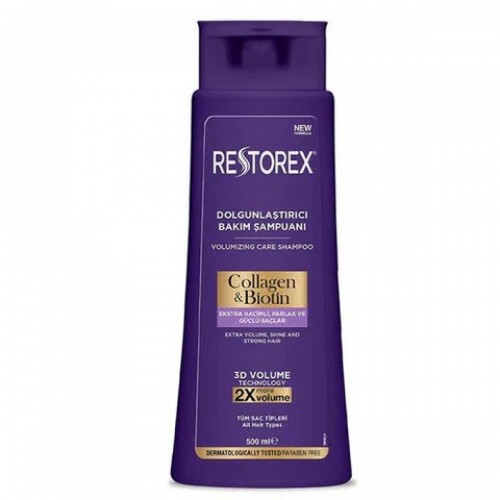 NEW
FORMULA
RESTOREX
DOLGUNLAŞTIRICI
BAKIM ŞAMPUANI
VOLUMIZING CARE SHAMPOO
Collagen
&Biotin
EKSTRA HACİMLİ, PARLAK VE
GÜÇLÜ SAÇLAR
EXTRA VOLUME, SHINE AND
STRONG HAIR
3D VOLUME
TECHNOLOGY
2X more volume
TÜM SAÇ TİPLERİ
All Hair Types
500 ml ℮
DERMATOLOGICALLY TESTED/PARABEN FREE